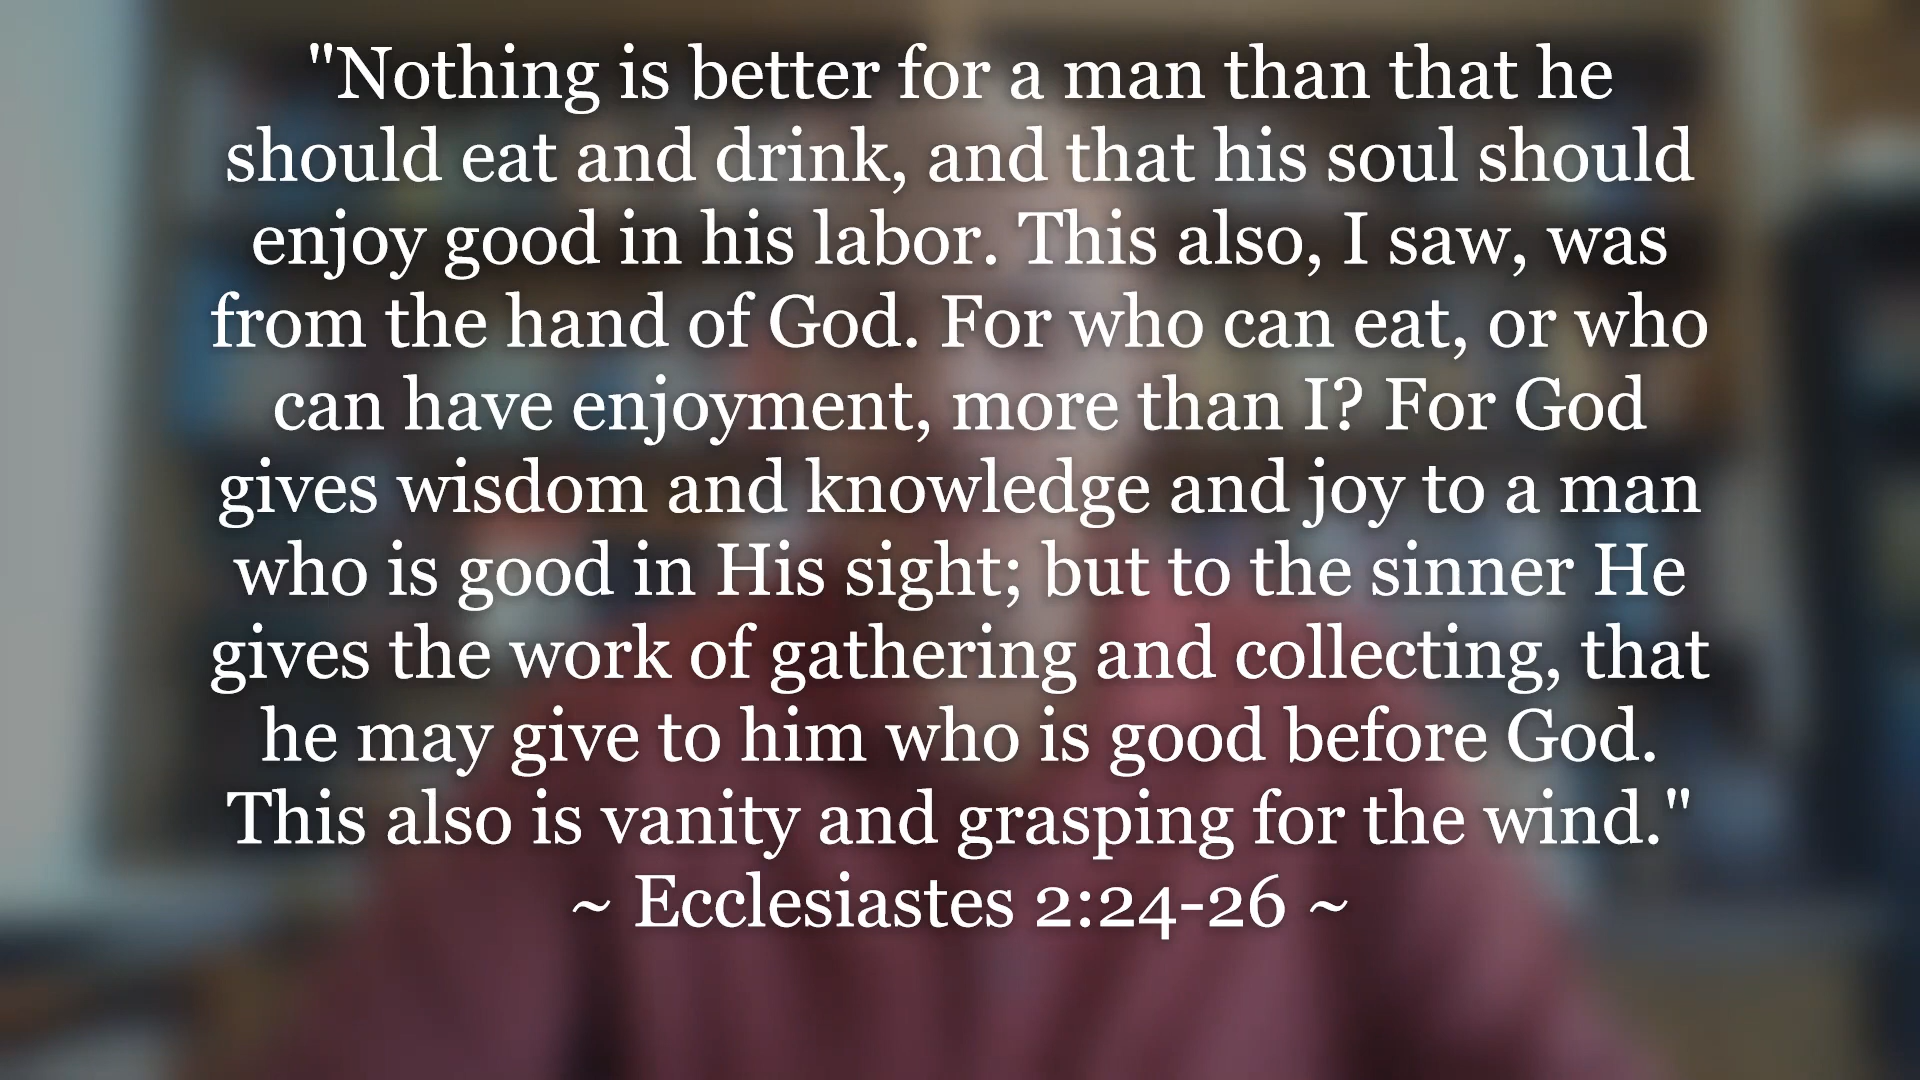 "Nothing is better for a man than that he
should eat and drink, and that his soul should
enjoy good in his labor. This also, I saw, was
from the hand of God. For who can eat, or who
can have enjoyment, more than I? For God
gives wisdom and knowledge and joy to a man
who is good in His sight; but to the sinner He
gives the work of gathering and collecting, that
he may give to him who is good before God.
This also is vanity and grasping for the wind."
~ Ecclesiastes 2:24-26 ~